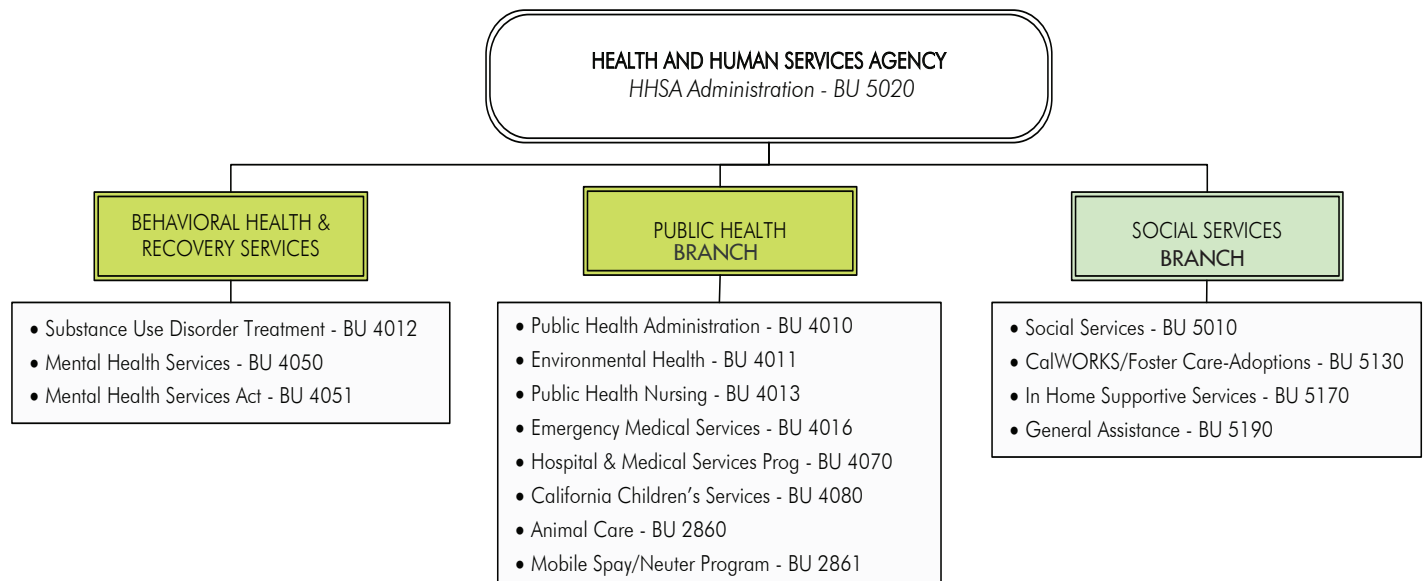 HEALTH AND HUMAN SERVICES AGENCY
HHSA Administration - BU 5020
BEHAVIORAL HEALTH &
RECOVERY SERVICES
• Substance Use Disorder Treatment - BU 4012
• Mental Health Services - BU 4050
• Mental Health Services Act - BU 4051
PUBLIC HEALTH
BRANCH
• Public Health Administration - BU 4010
• Environmental Health - BU 4011
• Public Health Nursing - BU 4013
• Emergency Medical Services - BU 4016
• Hospital & Medical Services Prog - BU 4070
• California Children's Services - BU 4080
• Animal Care - BU 2860
• Mobile Spay/Neuter Program - BU 2861
SOCIAL SERVICES
BRANCH
• Social Services - BU 5010
• CalWORKS/Foster Care-Adoptions - BU 5130
• In Home Supportive Services - BU 5170
• General Assistance - BU 5190